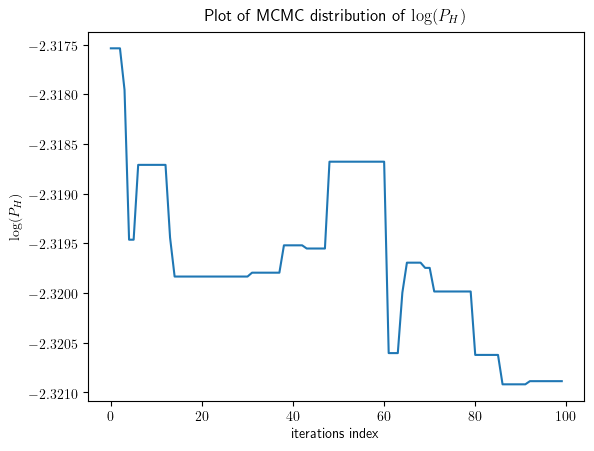 Plot of MCMC distribution of log(P_H)
−2.3175
−2.3180
−2.3185
−2.3190
−2.3195
−2.3200
−2.3205
−2.3210
log(P_H)
0 20 40 60 80 100
iterations index